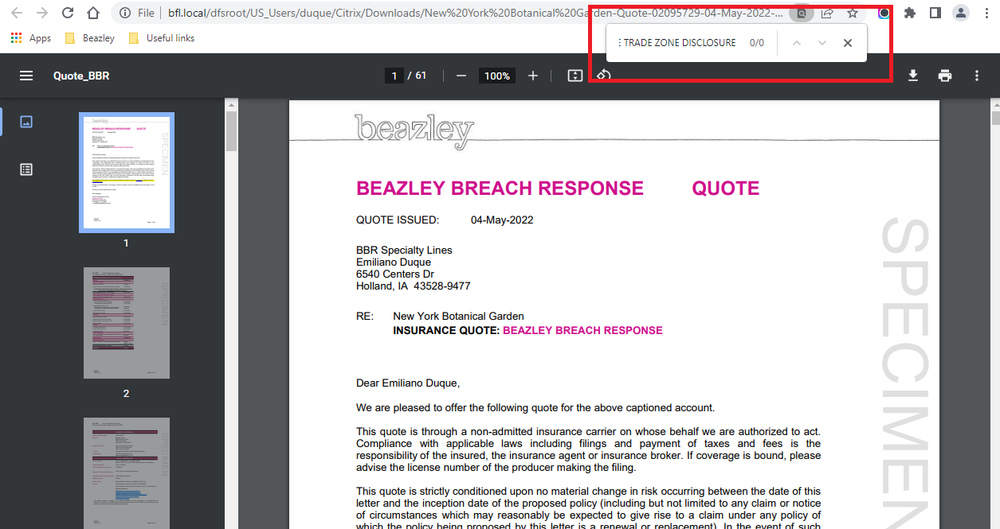 File bfl.local/dfsroot/US_Users/duque/Citrix/Downloads/New%20York%20Botanical%20Garden-Quote-02095729-04-May-2022-...
Apps Beazley Useful links
: TRADE ZONE DISCLOSURE 0/0
Quote_BBR 1 / 61 100%
beazley
BEAZLEY BREACH RESPONSE QUOTE
QUOTE ISSUED: 04-May-2022
BBR Specialty Lines
Emiliano Duque
6540 Centers Dr
Holland, IA 43528-9477
RE: New York Botanical Garden
INSURANCE QUOTE: BEAZLEY BREACH RESPONSE
Dear Emiliano Duque,
We are pleased to offer the following quote for the above captioned account.
This quote is through a non-admitted insurance carrier on whose behalf we are authorized to act.
Compliance with applicable laws including filings and payment of taxes and fees is the
responsibility of the insured, the insurance agent or insurance broker. If coverage is bound, please
advise the license number of the producer making the filing.
This quote is strictly conditioned upon no material change in risk occurring between the date of this
letter and the inception date of the proposed policy (including but not limited to any claim or notice
of circumstances which may reasonably be expected to give rise to a claim under any policy of
which the policy being proposed by this letter is a renewal or replacement). In the event of such
SPECIMEN
beazley
BEAZLEY BREACH RESPONSE QUOTE
SPECIMEN
1
SPECIMEN
2
SPECIMEN